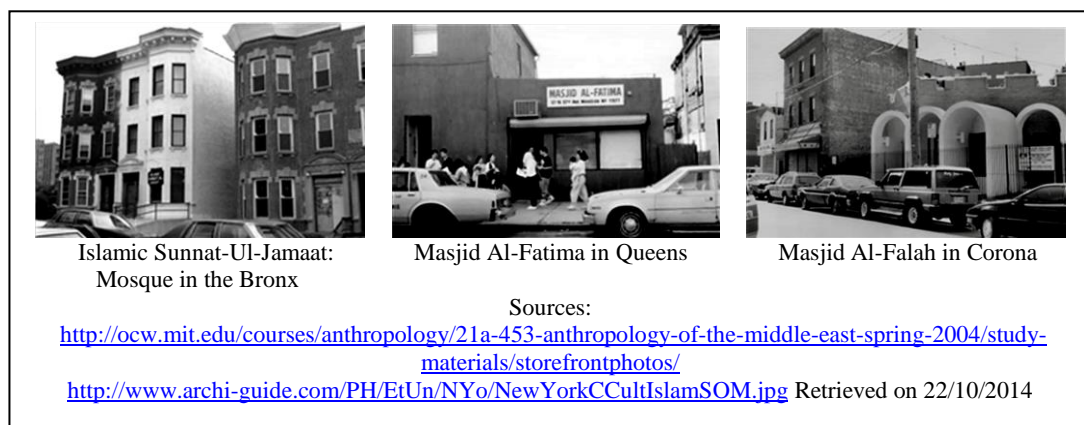 MASJID AL-FATIMA
Islamic Sunnat-Ul-Jamaat:
Mosque in the Bronx
Masjid Al-Fatima in Queens
Masjid Al-Falah in Corona
Sources:
http://ocw.mit.edu/courses/anthropology/21a-453-anthropology-of-the-middle-east-spring-2004/study-
materials/storefrontphotos/
http://www.archi-guide.com/PH/EtUn/NYo/NewYorkCCultIslamSOM.jpg Retrieved on 22/10/2014